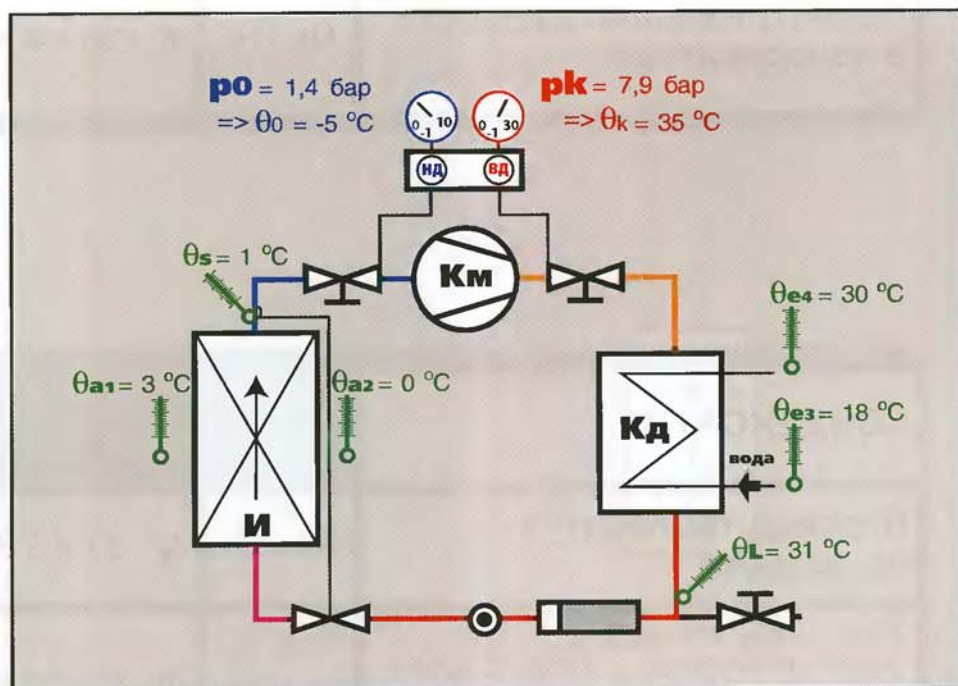 po = 1,4 бар
=> θ0 = -5 °C
pk = 7,9 бар
=> θk = 35 °C
0 -1 10
0 -1 30
НД
ВД
θs = 1 °C
Км
θe4 = 30 °C
θa1 = 3 °C
θa2 = 0 °C
Кд
θe3 = 18 °C
вода
И
θL = 31 °C